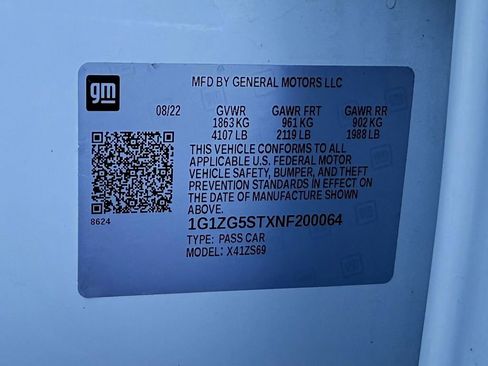 gm
MFD BY GENERAL MOTORS LLC
08/22 GVWR GAWR FRT GAWR RR
1863 KG 961 KG 902 KG
4107 LB 2119 LB 1988 LB
THIS VEHICLE CONFORMS TO ALL
APPLICABLE U.S. FEDERAL MOTOR
VEHICLE SAFETY, BUMPER, AND THEFT
PREVENTION STANDARDS IN EFFECT ON
THE DATE OF MANUFACTURE SHOWN
ABOVE.
8624
1G1ZG5STXNF200064
TYPE: PASS CAR
MODEL: X41ZS69